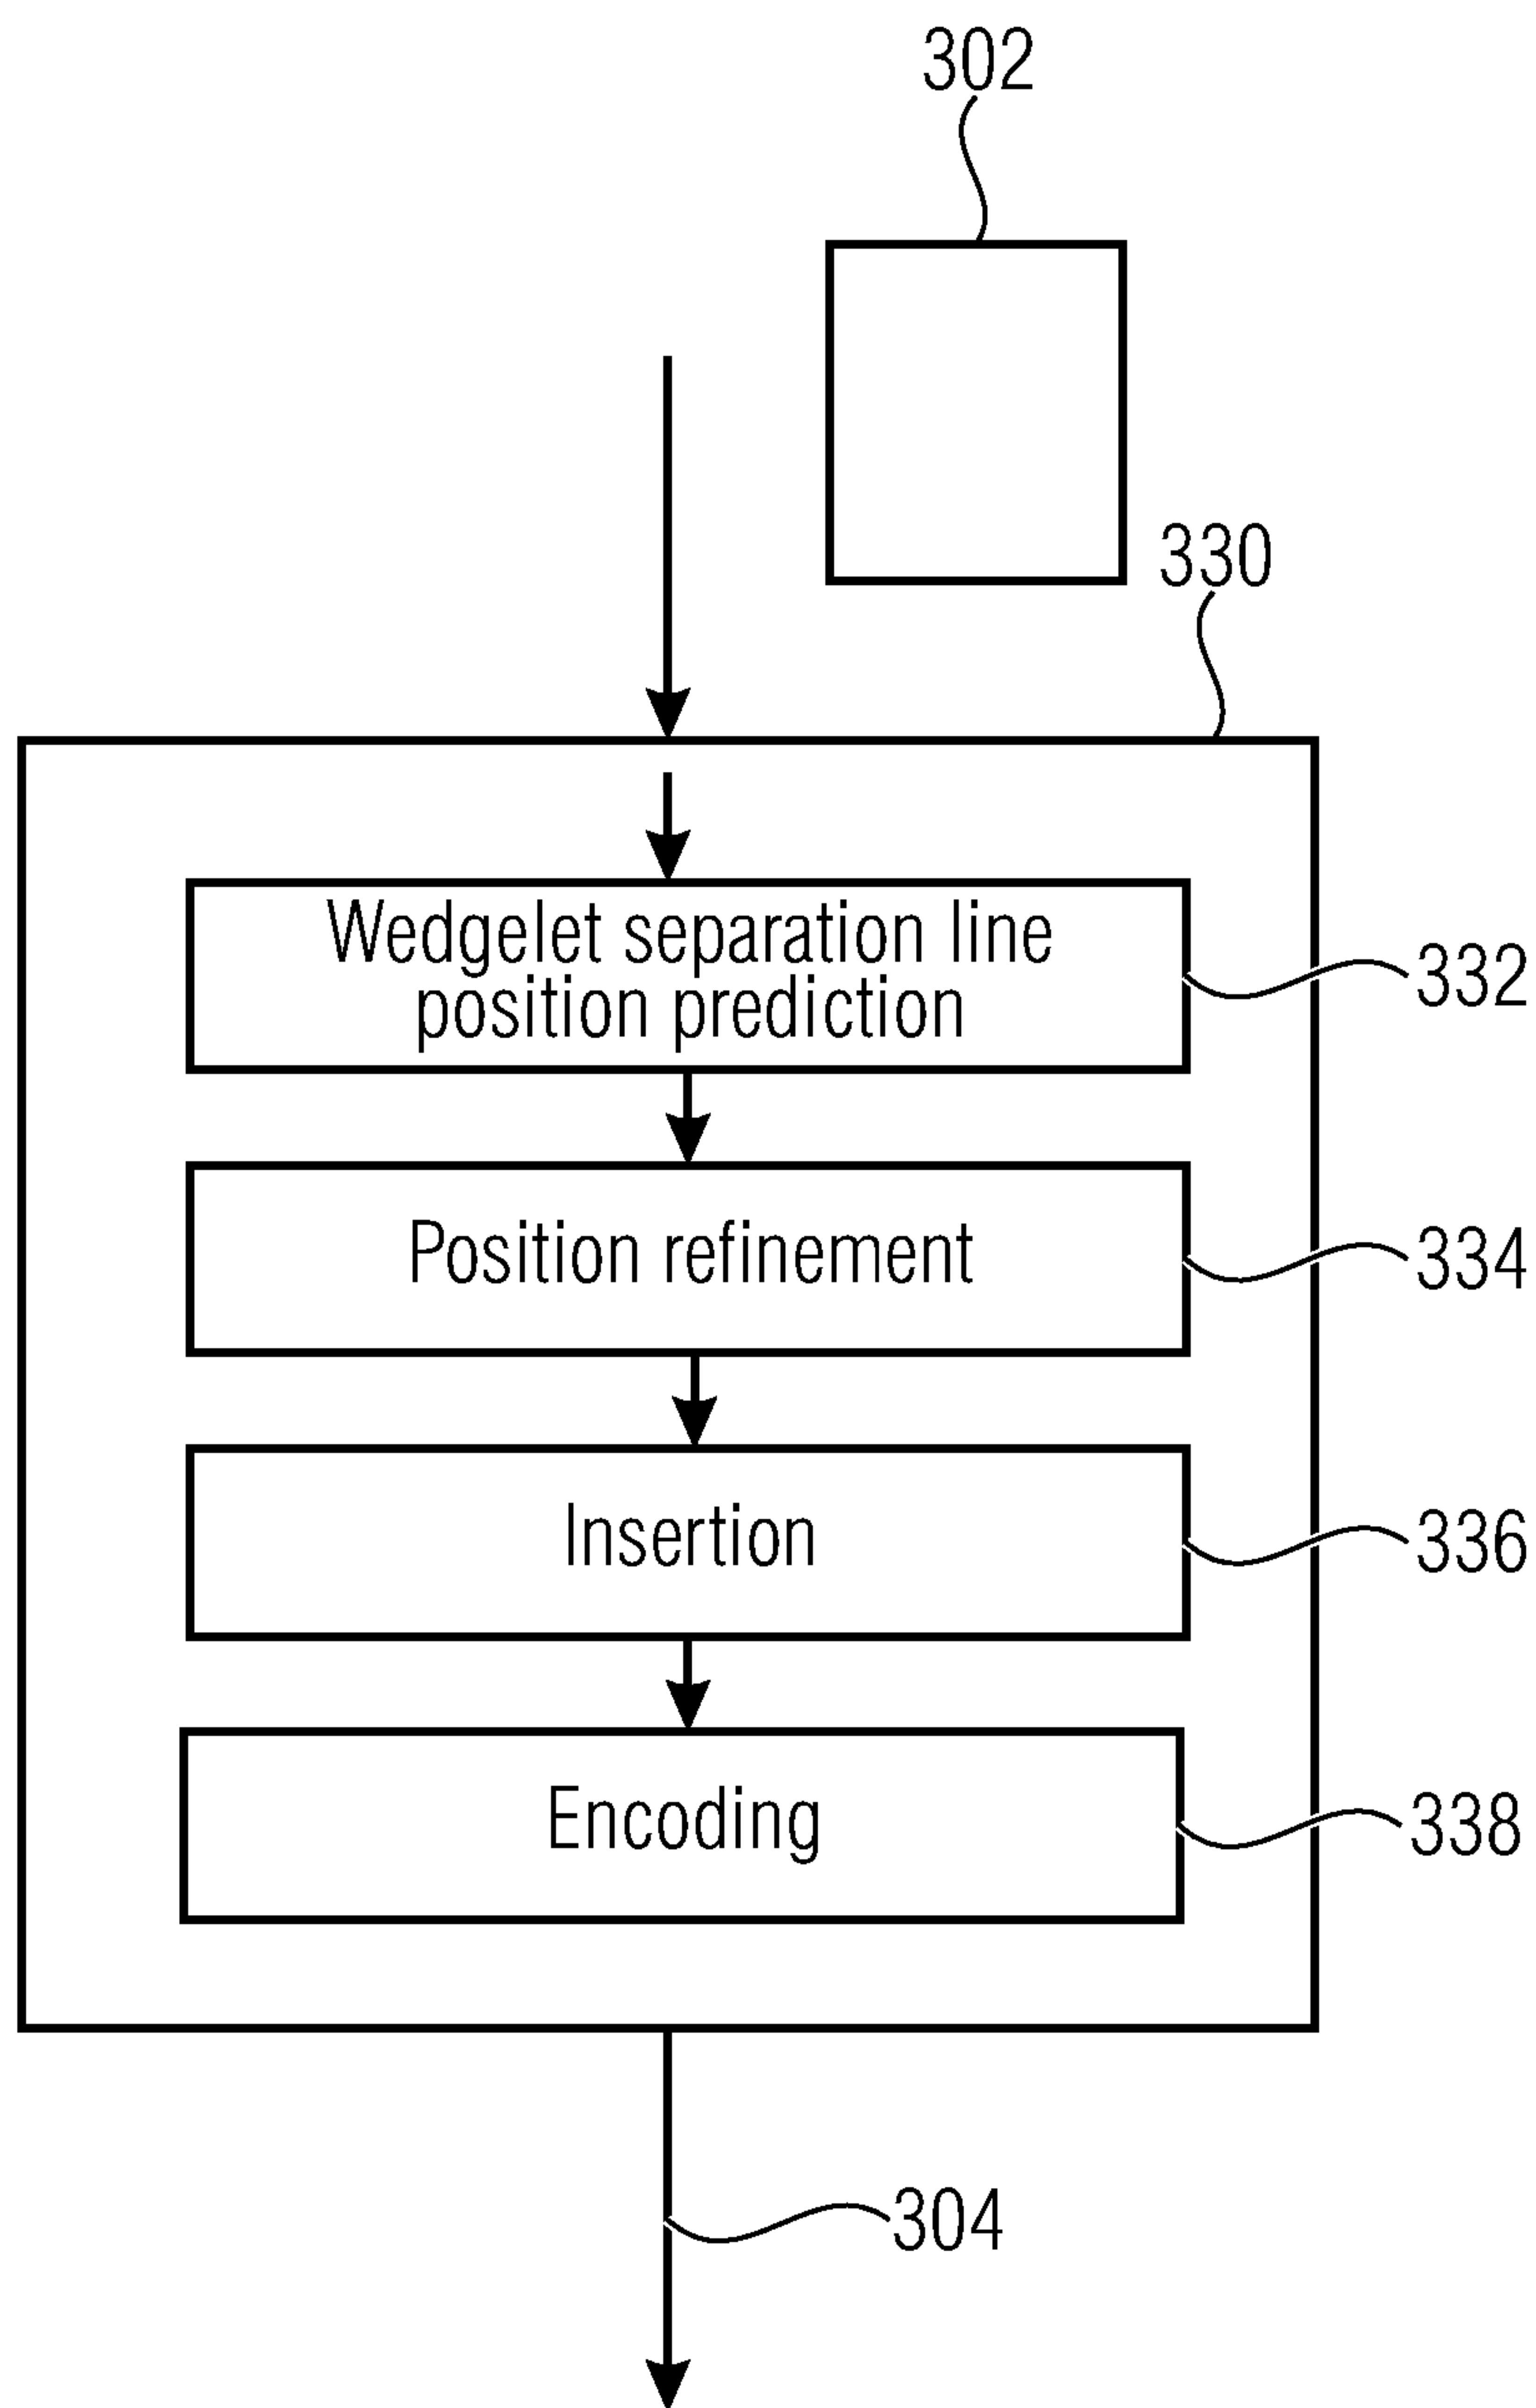 302
330
Wedgelet separation line
position prediction
332
Position refinement
334
Insertion
336
Encoding
338
304